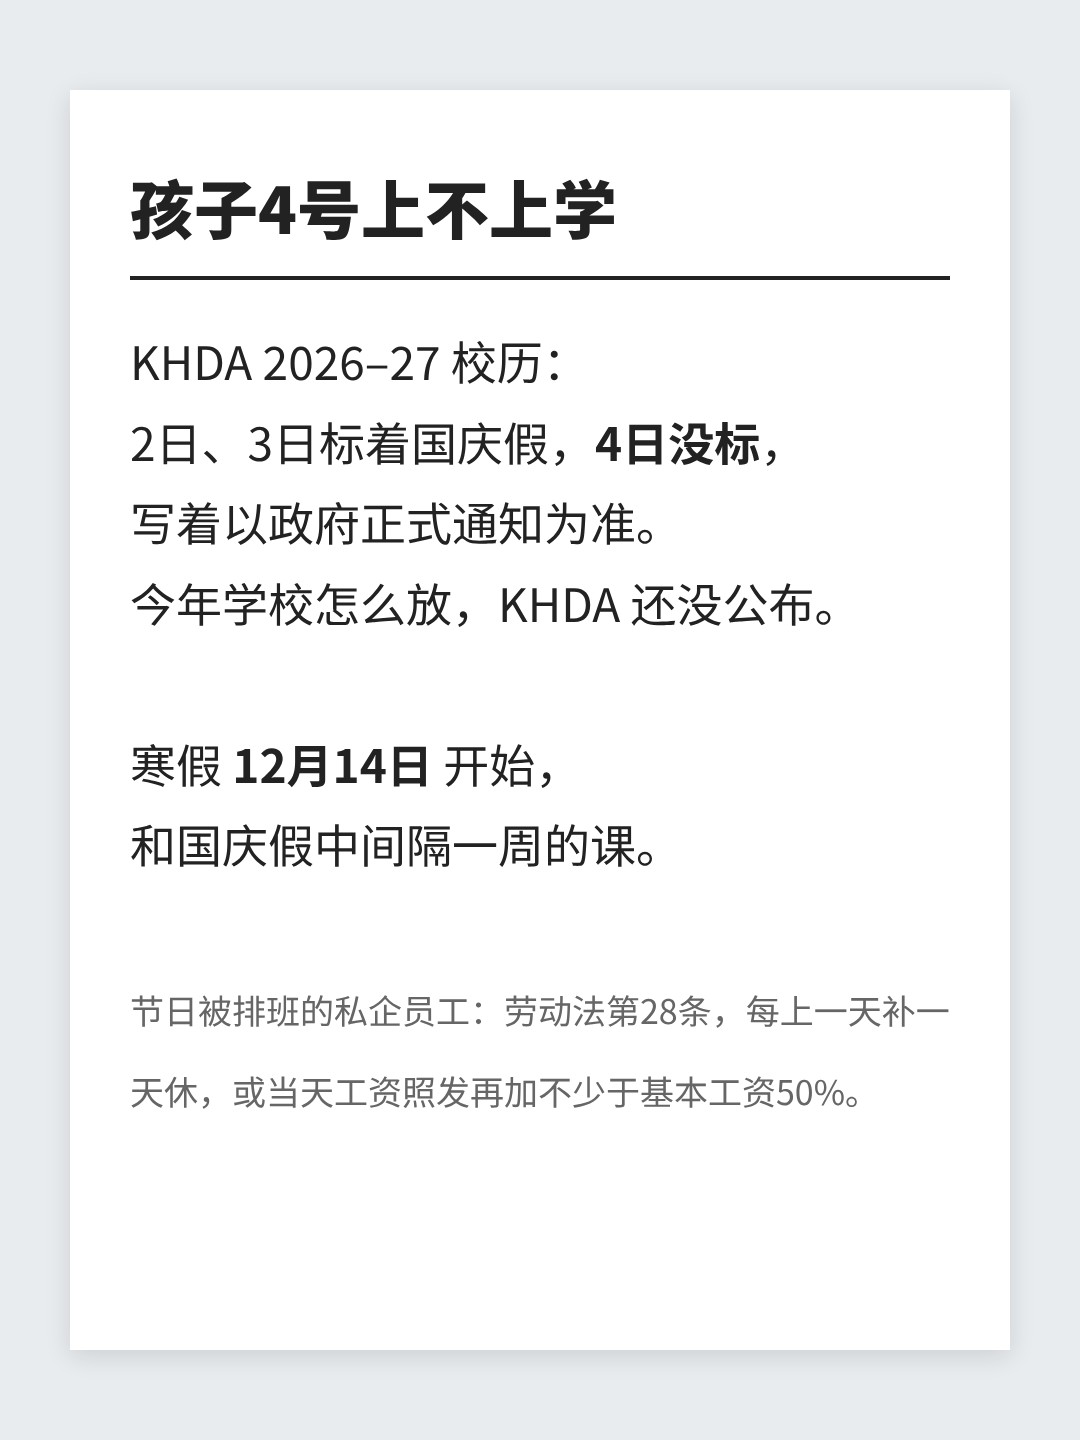 孩子4号上不上学
KHDA 2026–27 校历：
2日、3日标着国庆假，4日没标，
写着以政府正式通知为准。
今年学校怎么放，KHDA 还没公布。
寒假 12月14日 开始，
和国庆假中间隔一周的课。
节日被排班的私企员工：劳动法第28条，每上一天补一
天休，或当天工资照发再加不少于基本工资50%。